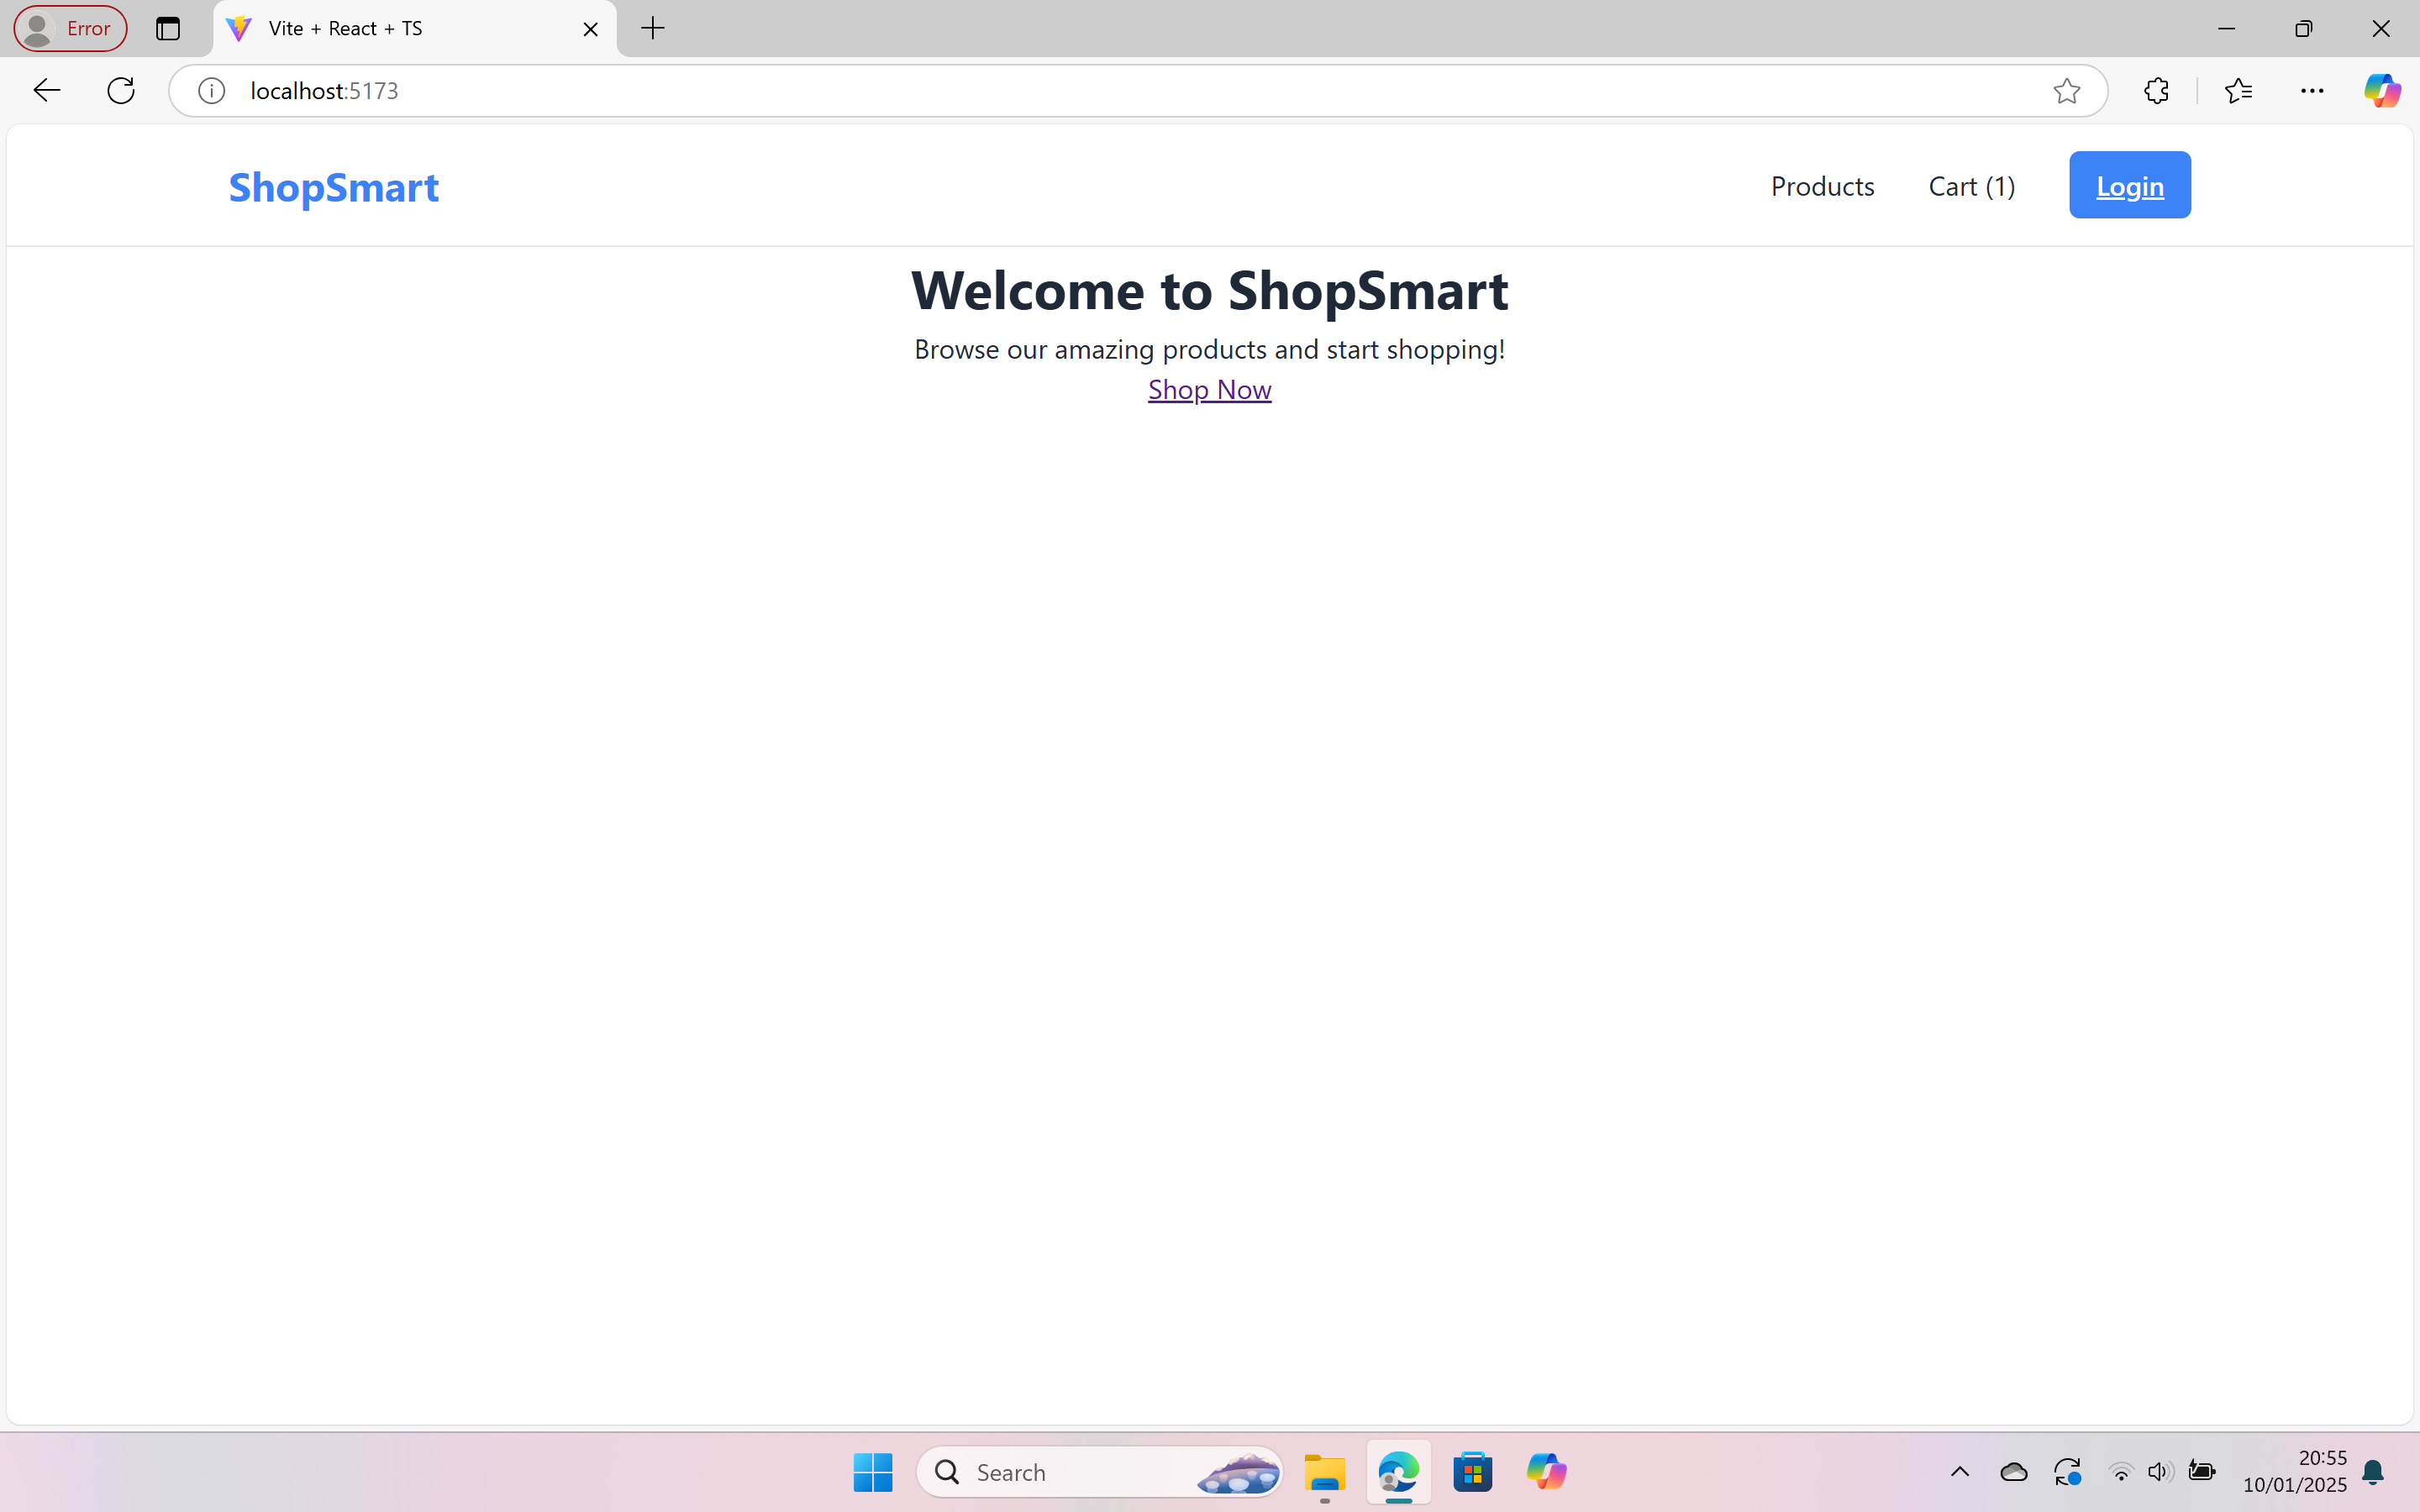 Error
Vite + React + TS
localhost:5173
ShopSmart
Products
Cart (1)
Login
Welcome to ShopSmart
Browse our amazing products and start shopping!
Shop Now
Search
20:55
10/01/2025